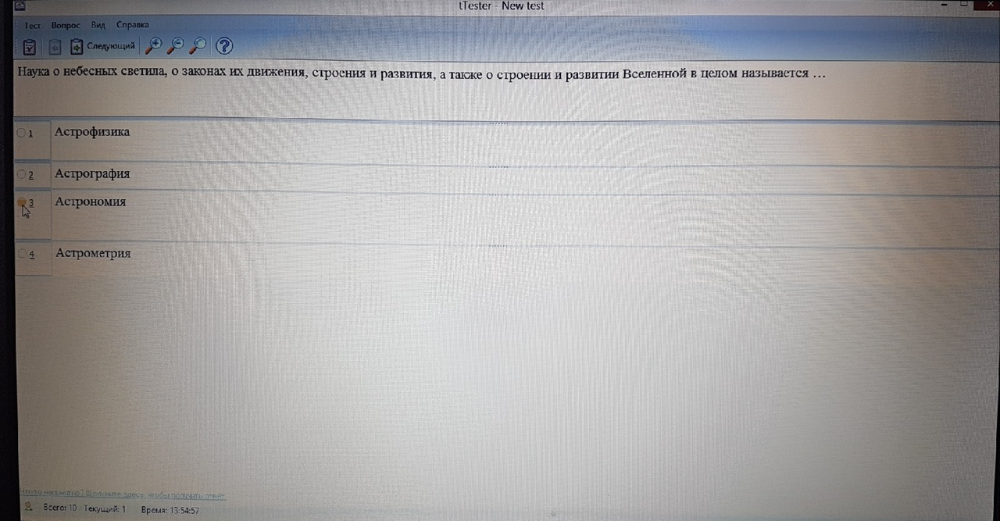 tTester - New test
Тест Вопрос Вид Справка
Следующий
Наука о небесных светила, о законах их движения, строения и развития, а также о строении и развитии Вселенной в целом называется …
1 Астрофизика
2 Астрография
3 Астрономия
4 Астрометрия
Что-то непонятно? Щелкните здесь, чтобы получить ответ
Всего: 10 Текущий: 1 Время: 13:54:57